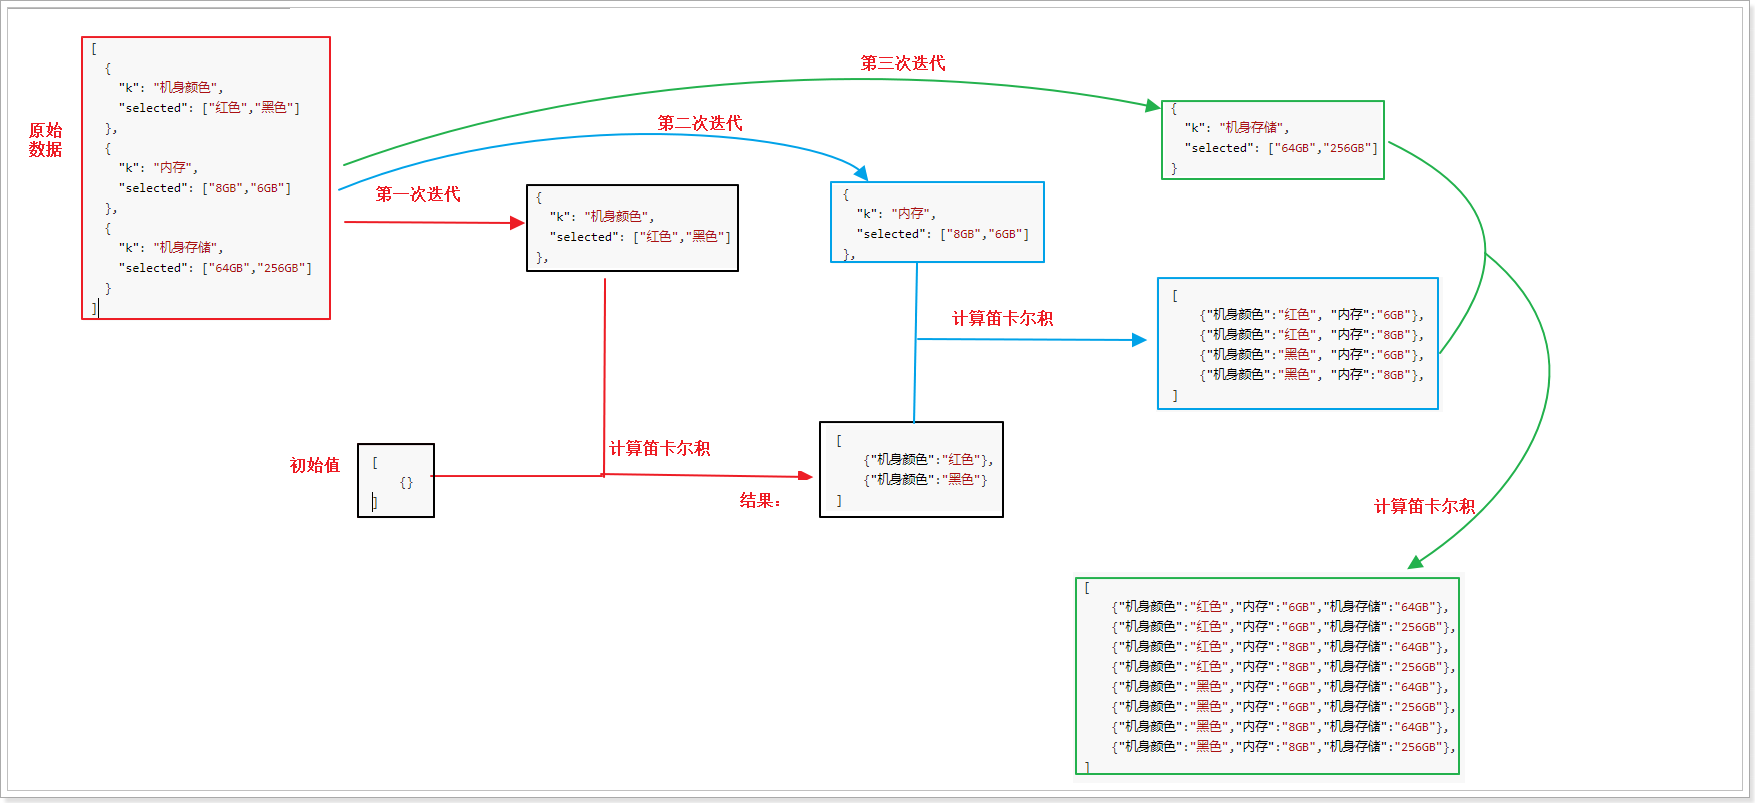 原始
数据
[
{
"k": "机身颜色",
"selected": ["红色","黑色"]
},
{
"k": "内存",
"selected": ["8GB","6GB"]
},
{
"k": "机身存储",
"selected": ["64GB","256GB"]
}
]
第三次迭代
第二次迭代
第一次迭代
{
"k": "机身颜色",
"selected": ["红色","黑色"]
},
{
"k": "内存",
"selected": ["8GB","6GB"]
},
{
"k": "机身存储",
"selected": ["64GB","256GB"]
}
计算笛卡尔积
[
{"机身颜色":"红色", "内存":"6GB"},
{"机身颜色":"红色", "内存":"8GB"},
{"机身颜色":"黑色", "内存":"6GB"},
{"机身颜色":"黑色", "内存":"8GB"},
]
初始值
[
{}
]
计算笛卡尔积
结果：
[
{"机身颜色":"红色"},
{"机身颜色":"黑色"}
]
计算笛卡尔积
[
{"机身颜色":"红色","内存":"6GB","机身存储":"64GB"},
{"机身颜色":"红色","内存":"6GB","机身存储":"256GB"},
{"机身颜色":"红色","内存":"8GB","机身存储":"64GB"},
{"机身颜色":"红色","内存":"8GB","机身存储":"256GB"},
{"机身颜色":"黑色","内存":"6GB","机身存储":"64GB"},
{"机身颜色":"黑色","内存":"6GB","机身存储":"256GB"},
{"机身颜色":"黑色","内存":"8GB","机身存储":"64GB"},
{"机身颜色":"黑色","内存":"8GB","机身存储":"256GB"},
]